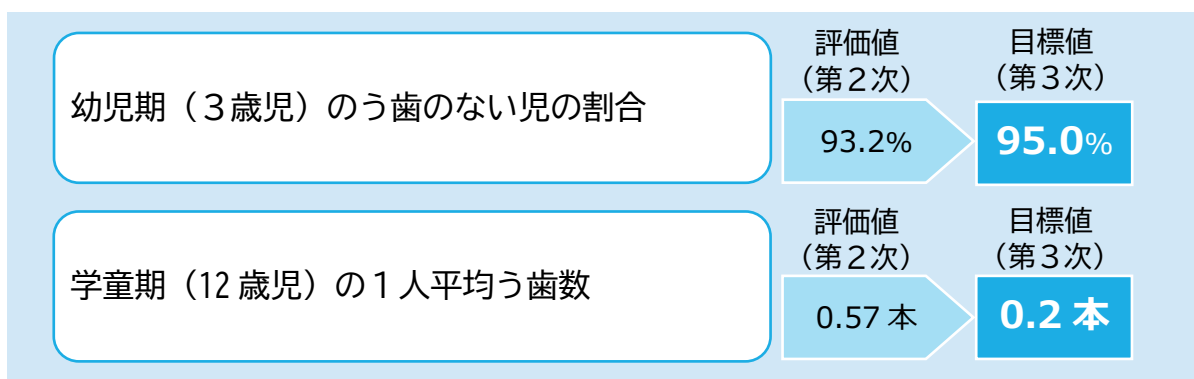 幼児期（３歳児）のう歯のない児の割合
評価値
（第２次）
93.2%
目標値
（第３次）
95.0%
学童期（12 歳児）の１人平均う歯数
評価値
（第２次）
0.57 本
目標値
（第３次）
0.2 本